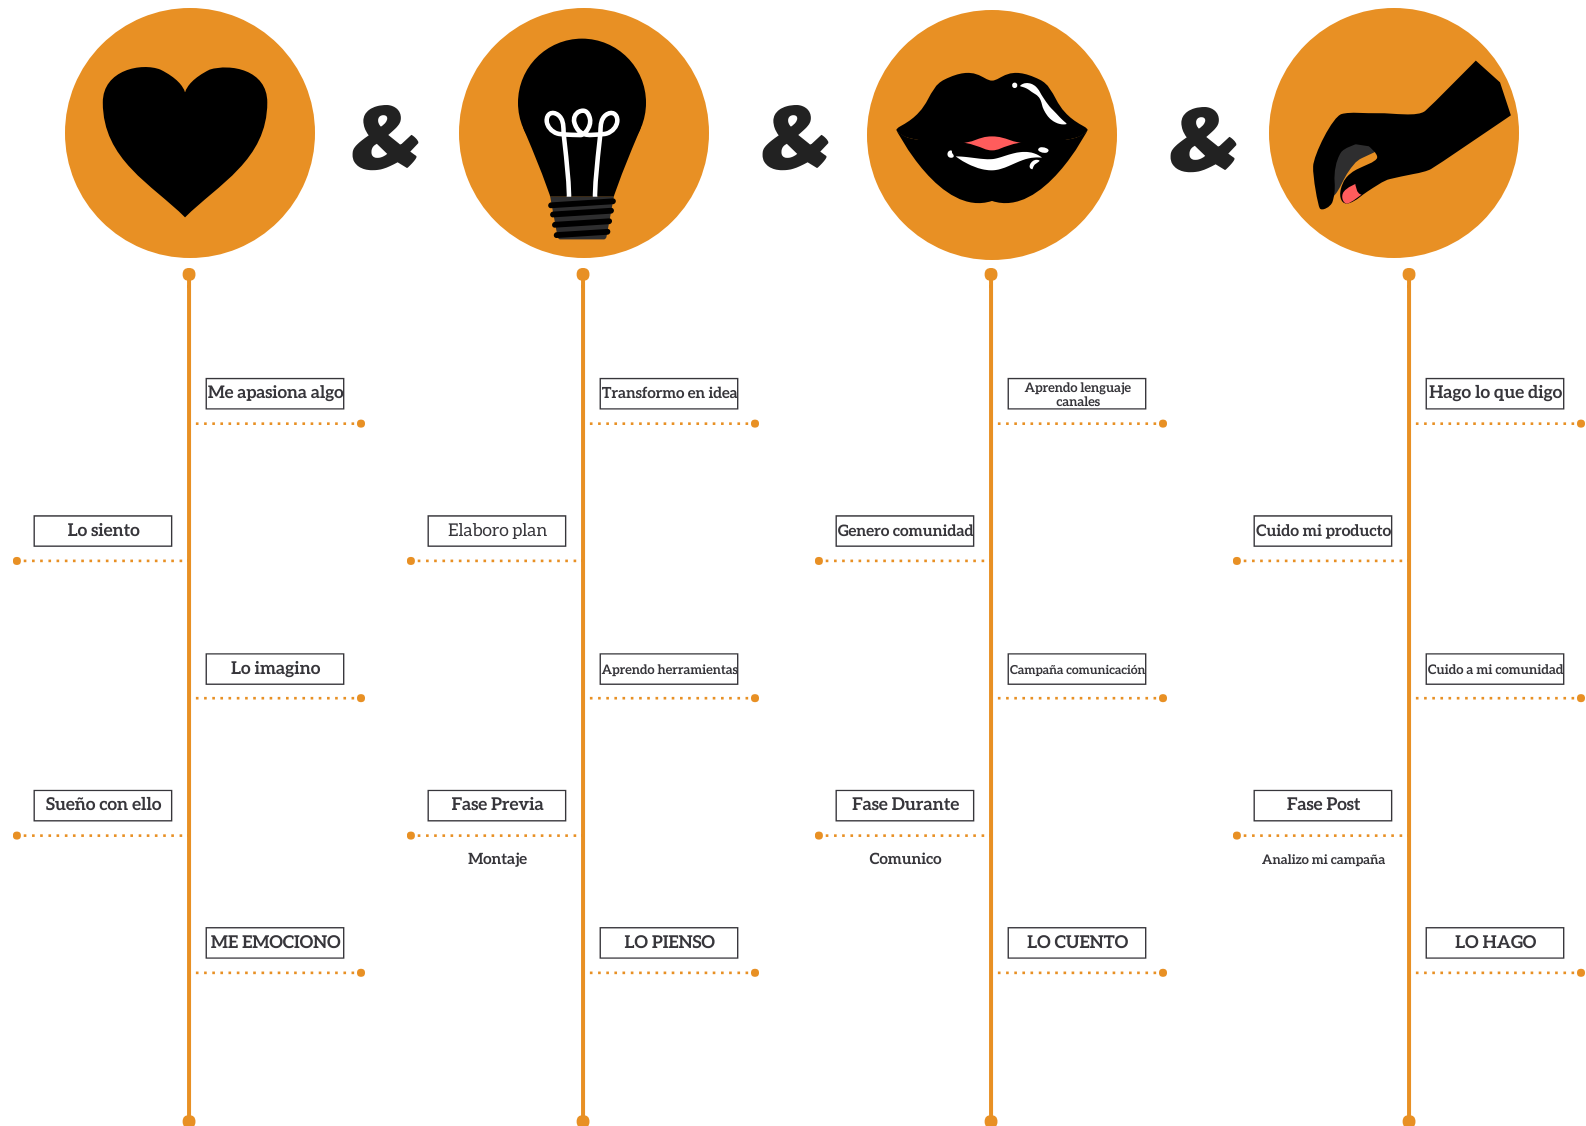 & & &
Me apasiona algo
Lo siento
Lo imagino
Sueño con ello
ME EMOCIONO
Transformo en idea
Elaboro plan
Aprendo herramientas
Fase Previa
Montaje
LO PIENSO
Aprendo lenguaje
canales
Genero comunidad
Campaña comunicación
Fase Durante
Comunico
LO CUENTO
Hago lo que digo
Cuido mi producto
Cuido a mi comunidad
Fase Post
Analizo mi campaña
LO HAGO